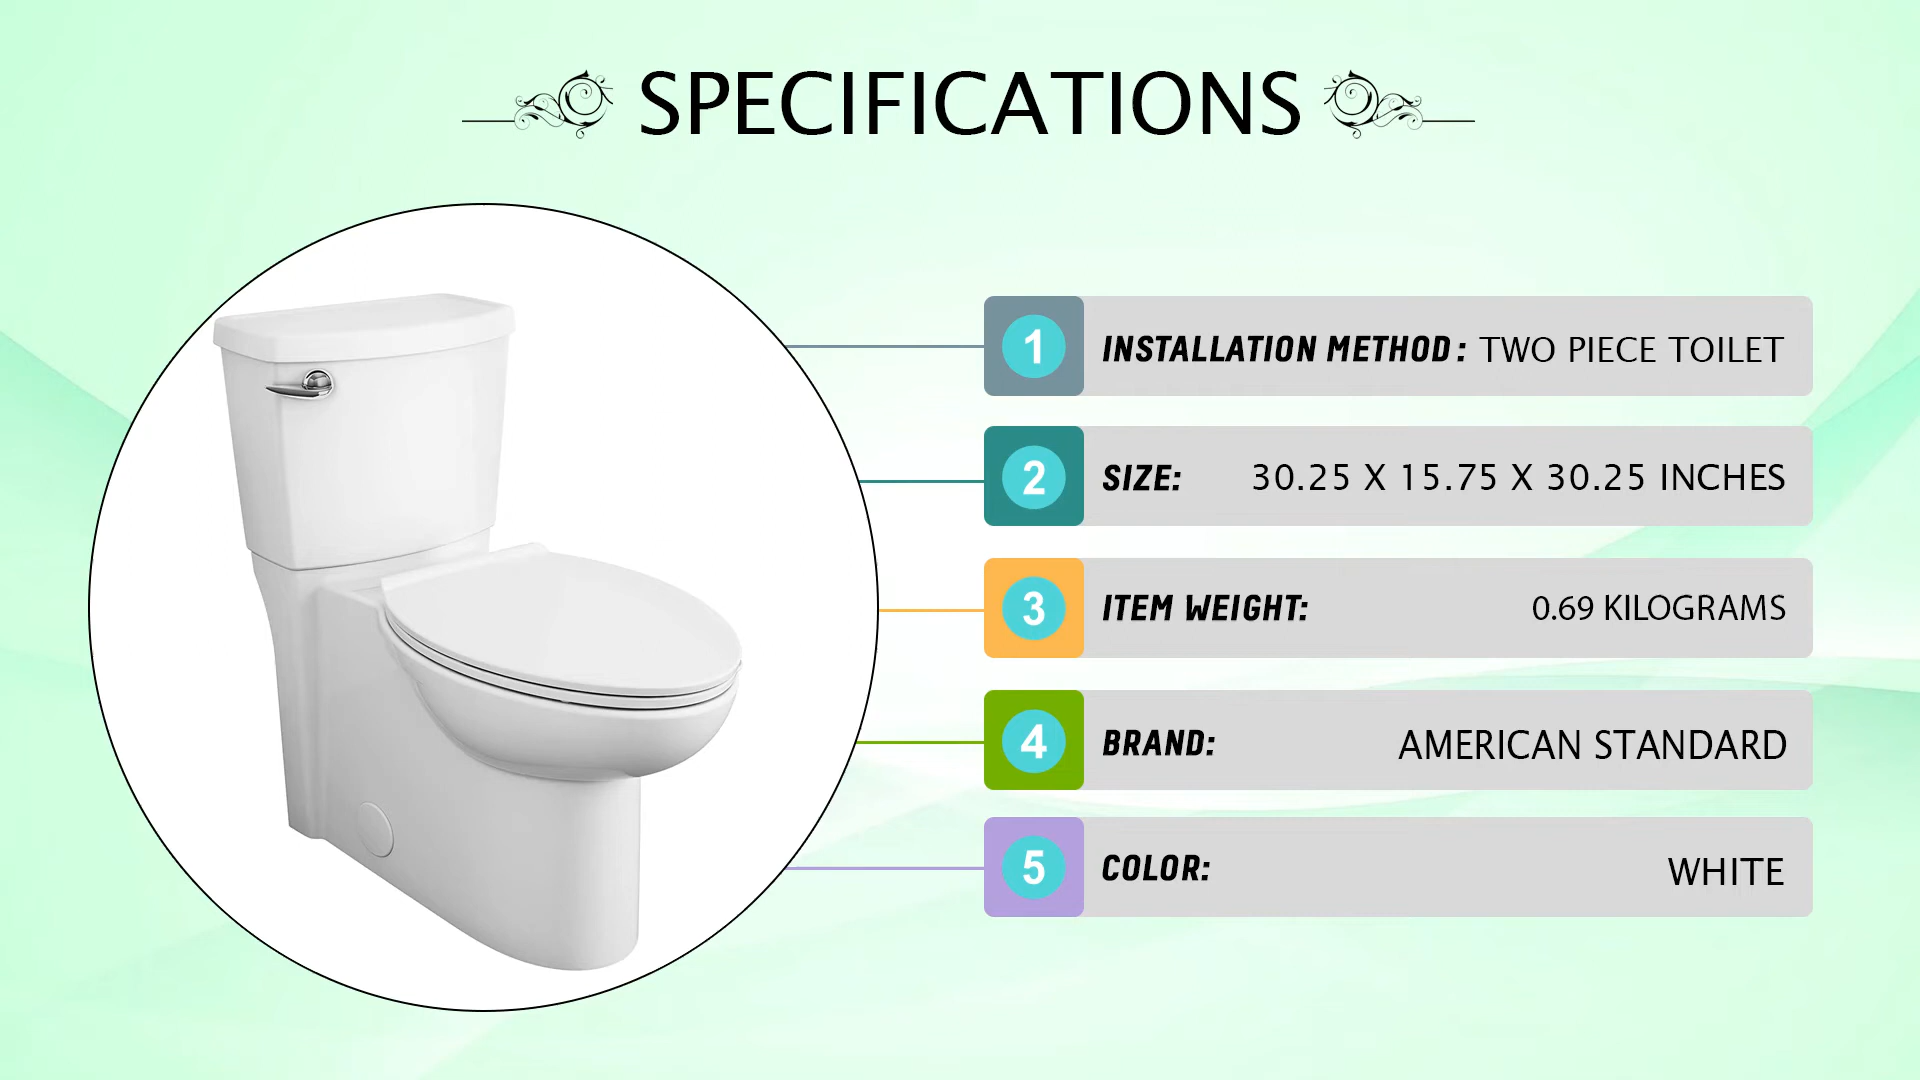 SPECIFICATIONS
1 INSTALLATION METHOD : TWO PIECE TOILET
2 SIZE: 30.25 X 15.75 X 30.25 INCHES
3 ITEM WEIGHT: 0.69 KILOGRAMS
4 BRAND: AMERICAN STANDARD
5 COLOR: WHITE